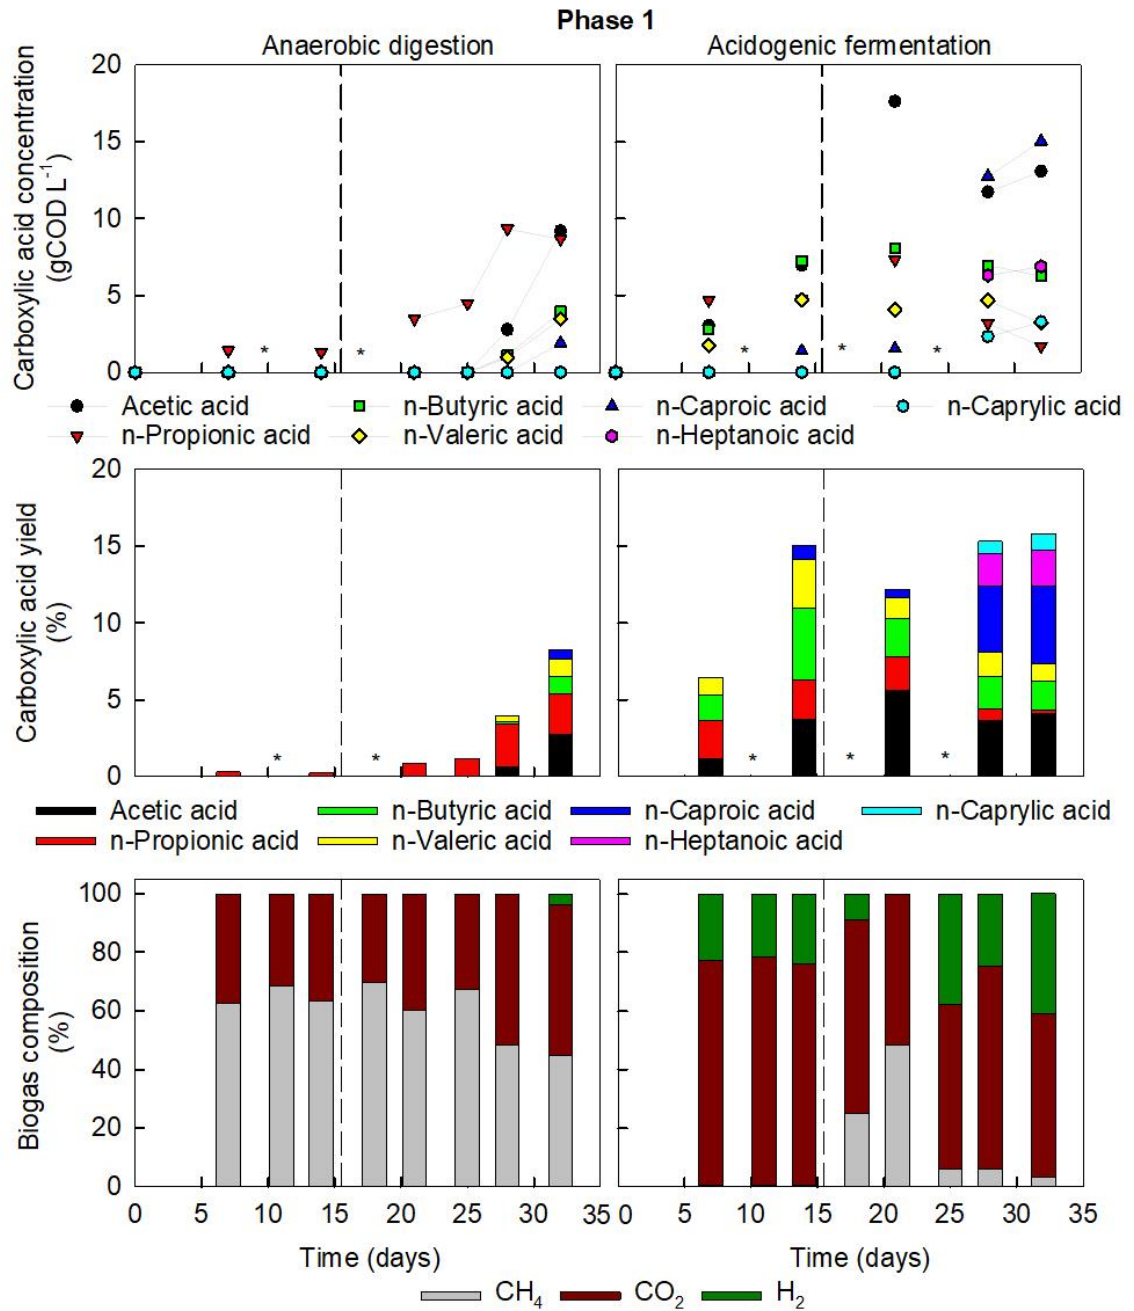 Phase 1
Anaerobic digestion
Acidogenic fermentation
Carboxylic acid concentration
(gCOD L⁻¹)
20
15
10
5
0
*
*
*
*
*
Acetic acid
n-Butyric acid
n-Caproic acid
n-Caprylic acid
n-Propionic acid
n-Valeric acid
n-Heptanoic acid
Carboxylic acid yield
(%)
20
15
10
5
0
*
*
*
*
*
Acetic acid
n-Butyric acid
n-Caproic acid
n-Caprylic acid
n-Propionic acid
n-Valeric acid
n-Heptanoic acid
Biogas composition
(%)
100
80
60
40
20
0
0 5 10 15 20 25 30 35 0 5 10 15 20 25 30 35
Time (days)
Time (days)
CH₄ CO₂ H₂